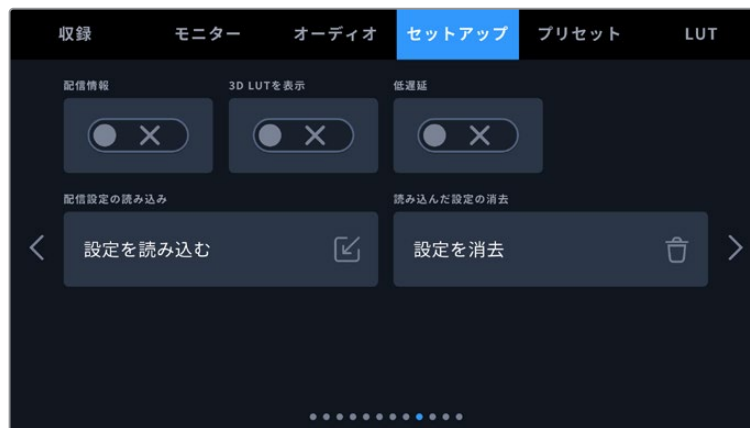 収録 モニター オーディオ セットアップ プリセット LUT
配信情報 3D LUTを表示 低遅延
配信設定の読み込み 読み込んだ設定の消去
設定を読み込む 設定を消去